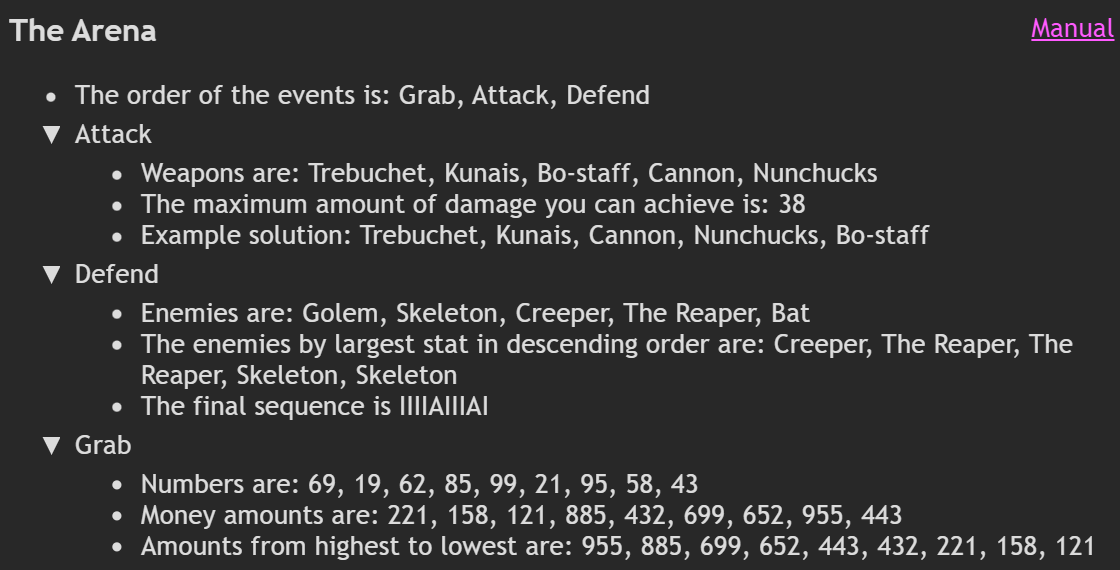 The Arena
Manual
The order of the events is: Grab, Attack, Defend
Attack
Weapons are: Trebuchet, Kunais, Bo-staff, Cannon, Nunchucks
The maximum amount of damage you can achieve is: 38
Example solution: Trebuchet, Kunais, Cannon, Nunchucks, Bo-staff
Defend
Enemies are: Golem, Skeleton, Creeper, The Reaper, Bat
The enemies by largest stat in descending order are: Creeper, The Reaper, The
Reaper, Skeleton, Skeleton
The final sequence is IIIIAIIIAI
Grab
Numbers are: 69, 19, 62, 85, 99, 21, 95, 58, 43
Money amounts are: 221, 158, 121, 885, 432, 699, 652, 955, 443
Amounts from highest to lowest are: 955, 885, 699, 652, 443, 432, 221, 158, 121